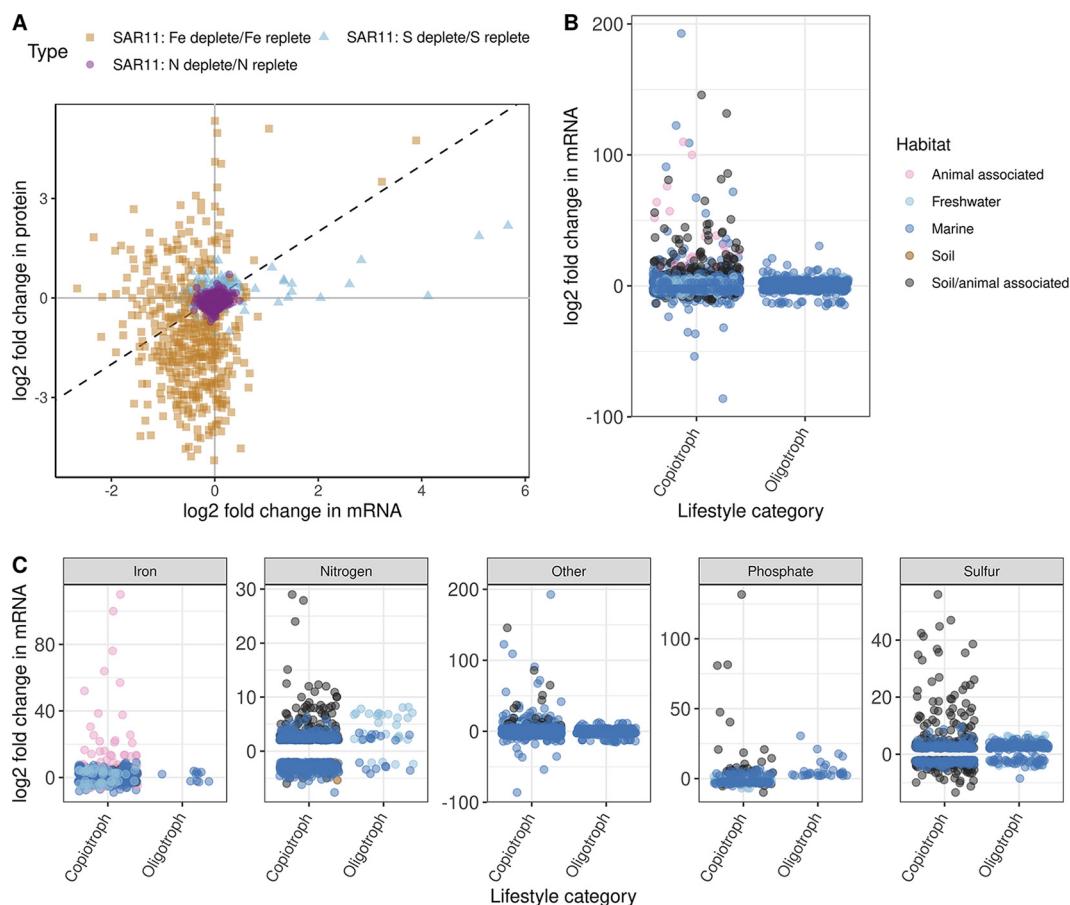 A
Type
SAR11: Fe deplete/Fe replete
SAR11: S deplete/S replete
SAR11: N deplete/N replete
log2 fold change in protein
3
0
-3
-2
0
2
4
6
log2 fold change in mRNA
B
log2 fold change in mRNA
200
100
0
-100
Copiotroph
Oligotroph
Lifestyle category
Habitat
Animal associated
Freshwater
Marine
Soil
Soil/animal associated
C
log2 fold change in mRNA
Iron
80
40
0
Copiotroph
Oligotroph
Nitrogen
30
20
10
0
Copiotroph
Oligotroph
Other
200
100
0
-100
Copiotroph
Oligotroph
Phosphate
100
50
0
Copiotroph
Oligotroph
Sulfur
40
20
0
Copiotroph
Oligotroph
Lifestyle category